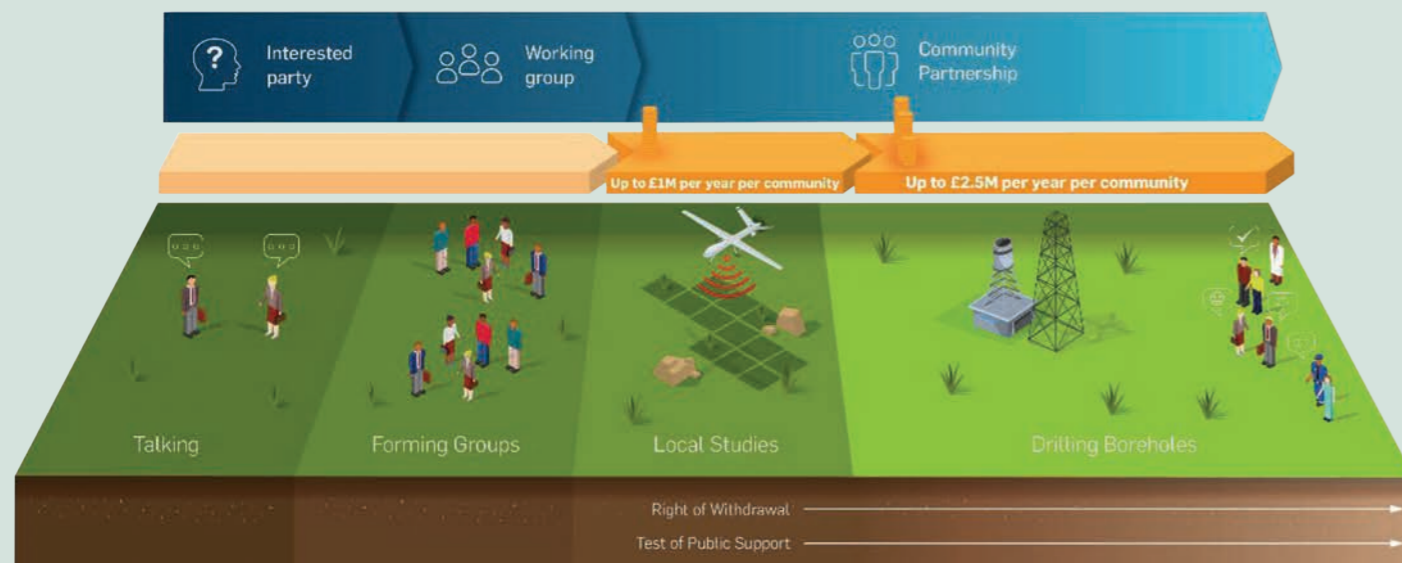 ?
Interested
party
Working
group
Community
Partnership
Up to £1M per year per community
Up to £2.5M per year per community
Talking
Forming Groups
Local Studies
Drilling Boreholes
Right of Withdrawal
Test of Public Support